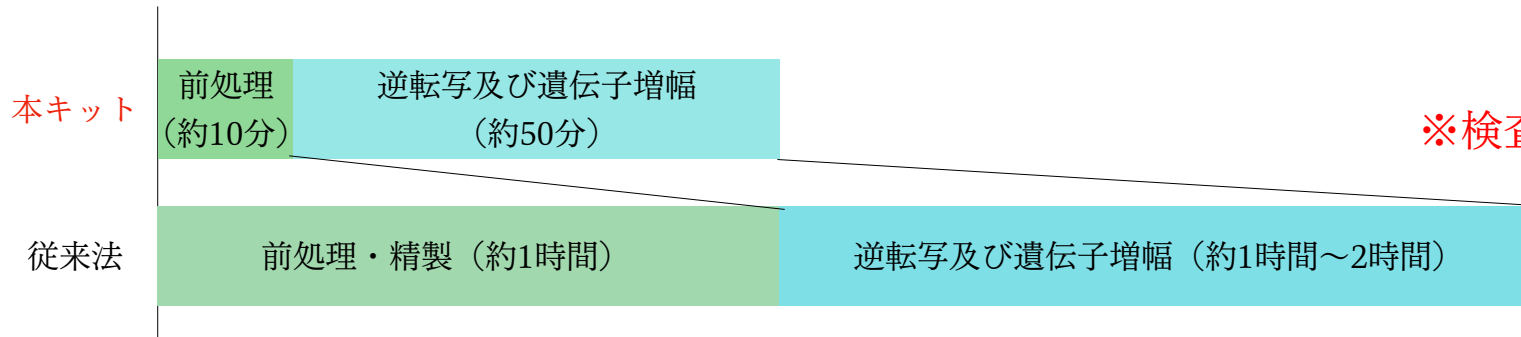 前処理
（約10分）
逆転写及び遺伝子増幅
（約50分）
本キット
※検査
従来法
前処理・精製（約1時間）
逆転写及び遺伝子増幅（約1時間～2時間）